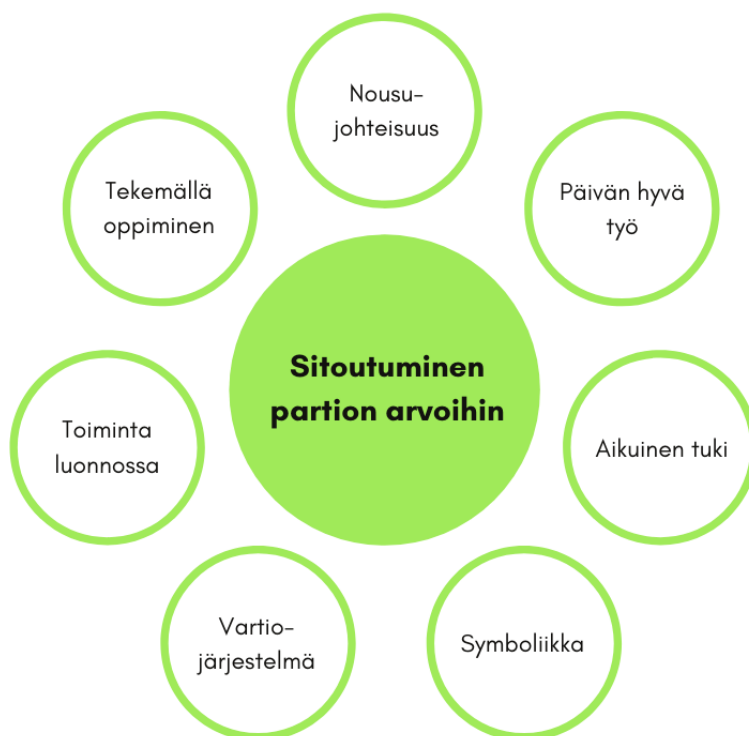 Nousu-
johteisuus
Tekemällä
oppiminen
Päivän hyvä
työ
Sitoutuminen
partion arvoihin
Toiminta
luonnossa
Aikuinen tuki
Vartio-
järjestelmä
Symboliikka